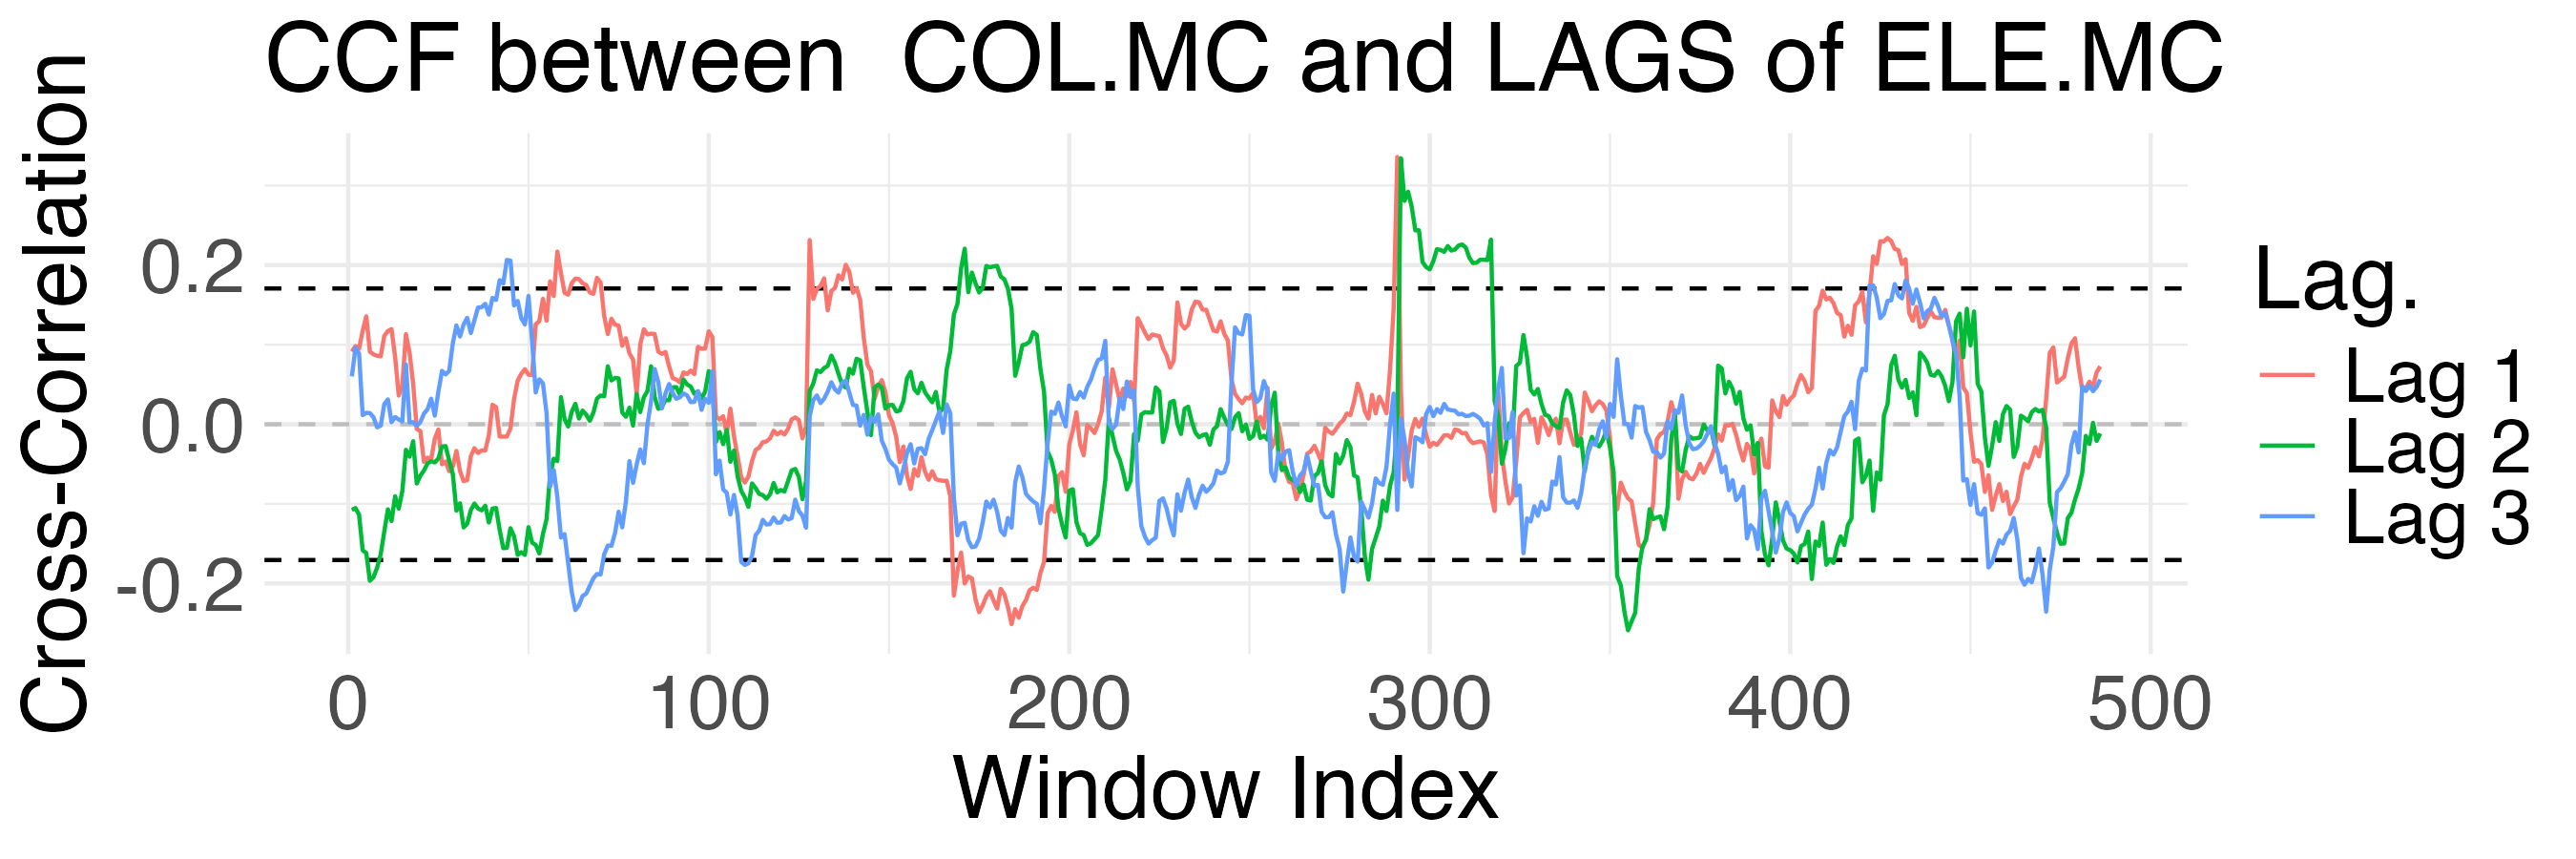 CCF between  COL.MC and LAGS of ELE.MC
Cross-Correlation
0.2
0.0
-0.2
0 100 200 300 400 500
Window Index
Lag.
Lag 1
Lag 2
Lag 3